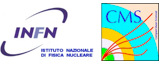 INFN
ISTITUTO NAZIONALE
DI FISICA NUCLEARE
CMS